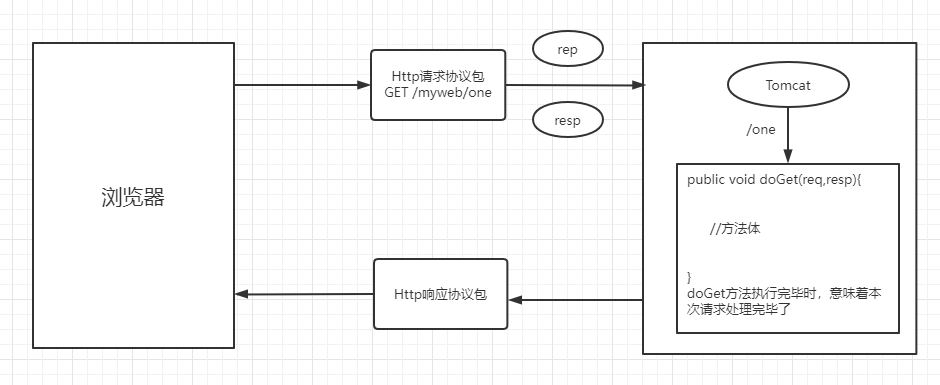 浏览器
Http请求协议包
GET /myweb/one
rep
resp
Tomcat
/one
public void doGet(req,resp){
//方法体
}
doGet方法执行完毕时，意味着本
次请求处理完毕了
Http响应协议包